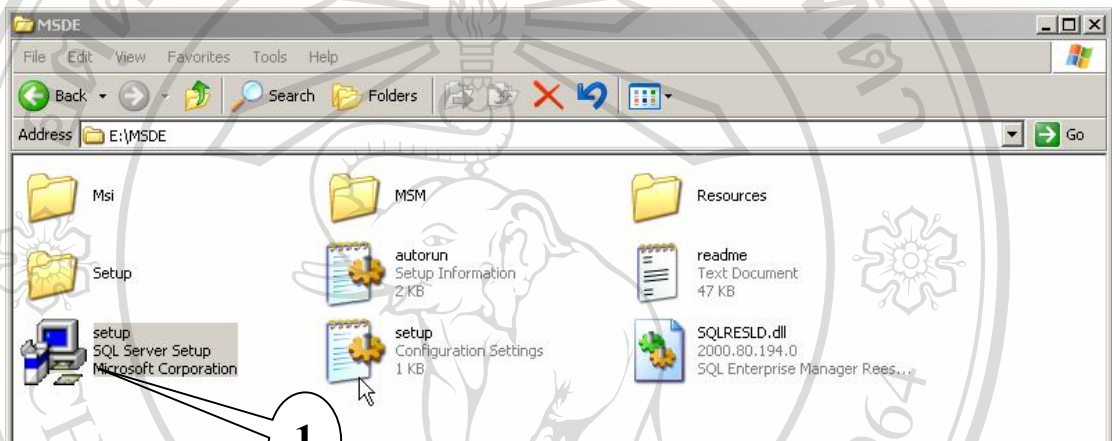 MSDE
File Edit View Favorites Tools Help
Back Search Folders
Address E:\MSDE Go
Msi
MSM
Resources
Setup
autorun
Setup Information
2 KB
readme
Text Document
47 KB
setup
SQL Server Setup
Microsoft Corporation
setup
Configuration Settings
1 KB
SQLRESLD.dll
2000.80.194.0
SQL Enterprise Manager Rees...
1
964